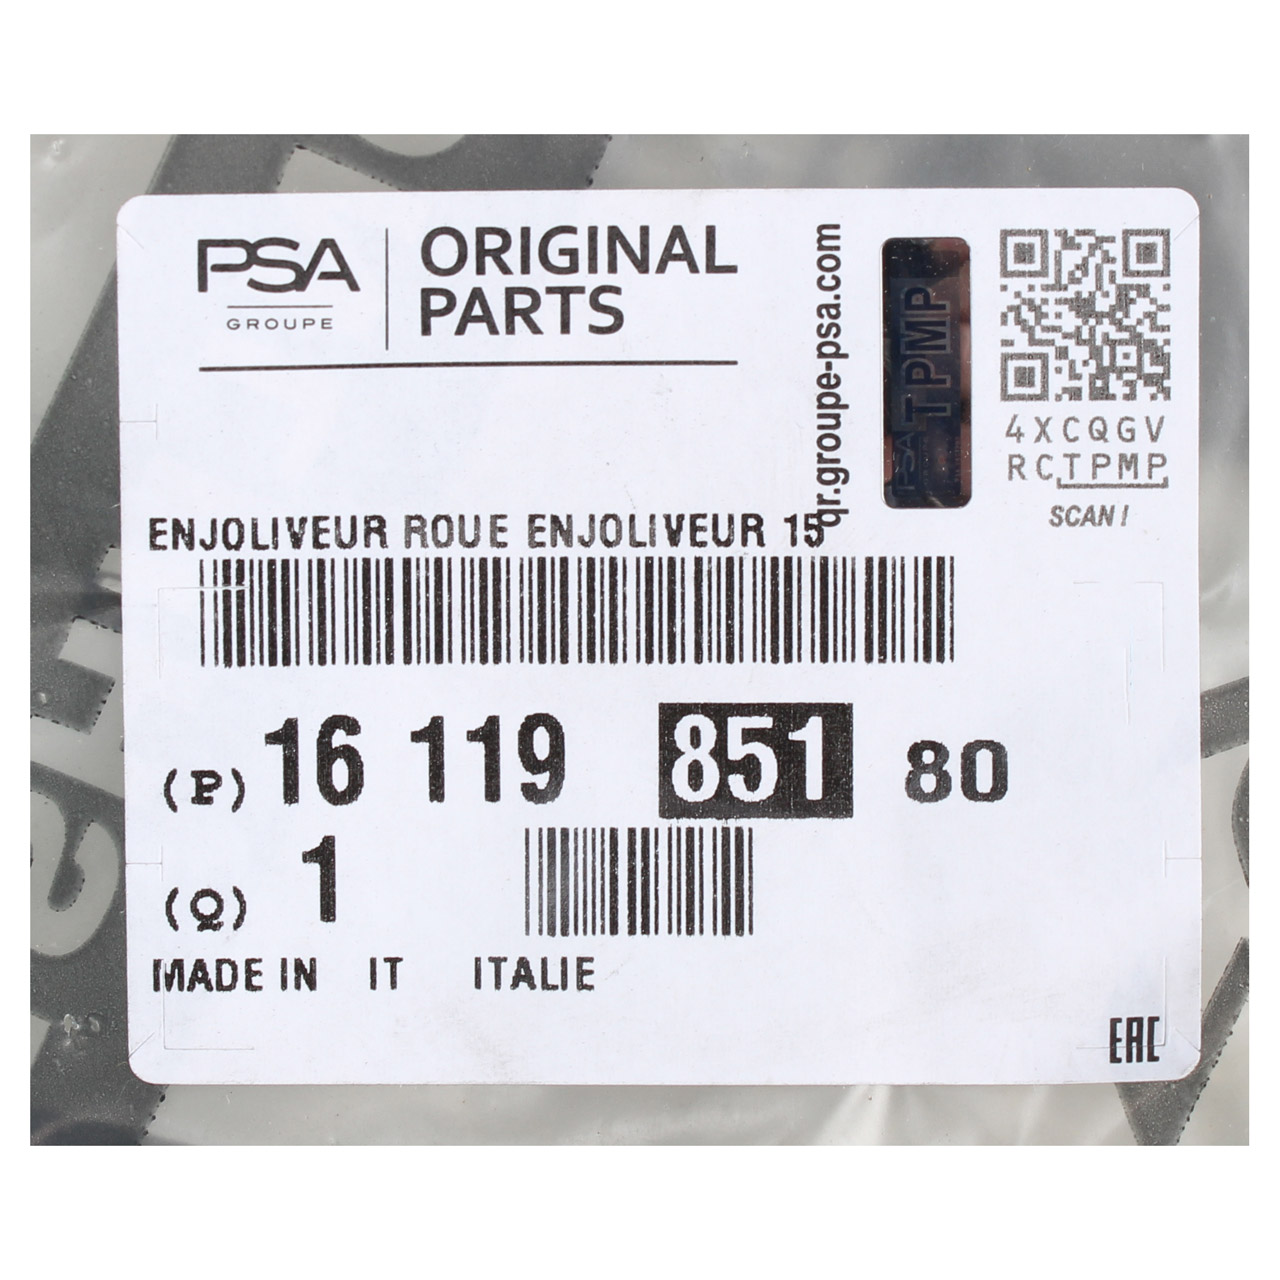 PSA
GROUPE
ORIGINAL
PARTS
qr.groupe-psa.com
PSA TPMP
4XCQGV
RCTPMP
SCAN!
ENJOLIVEUR ROUE ENJOLIVEUR 15
(P) 16 119 851 80
(Q) 1
MADE IN IT ITALIE
EAC